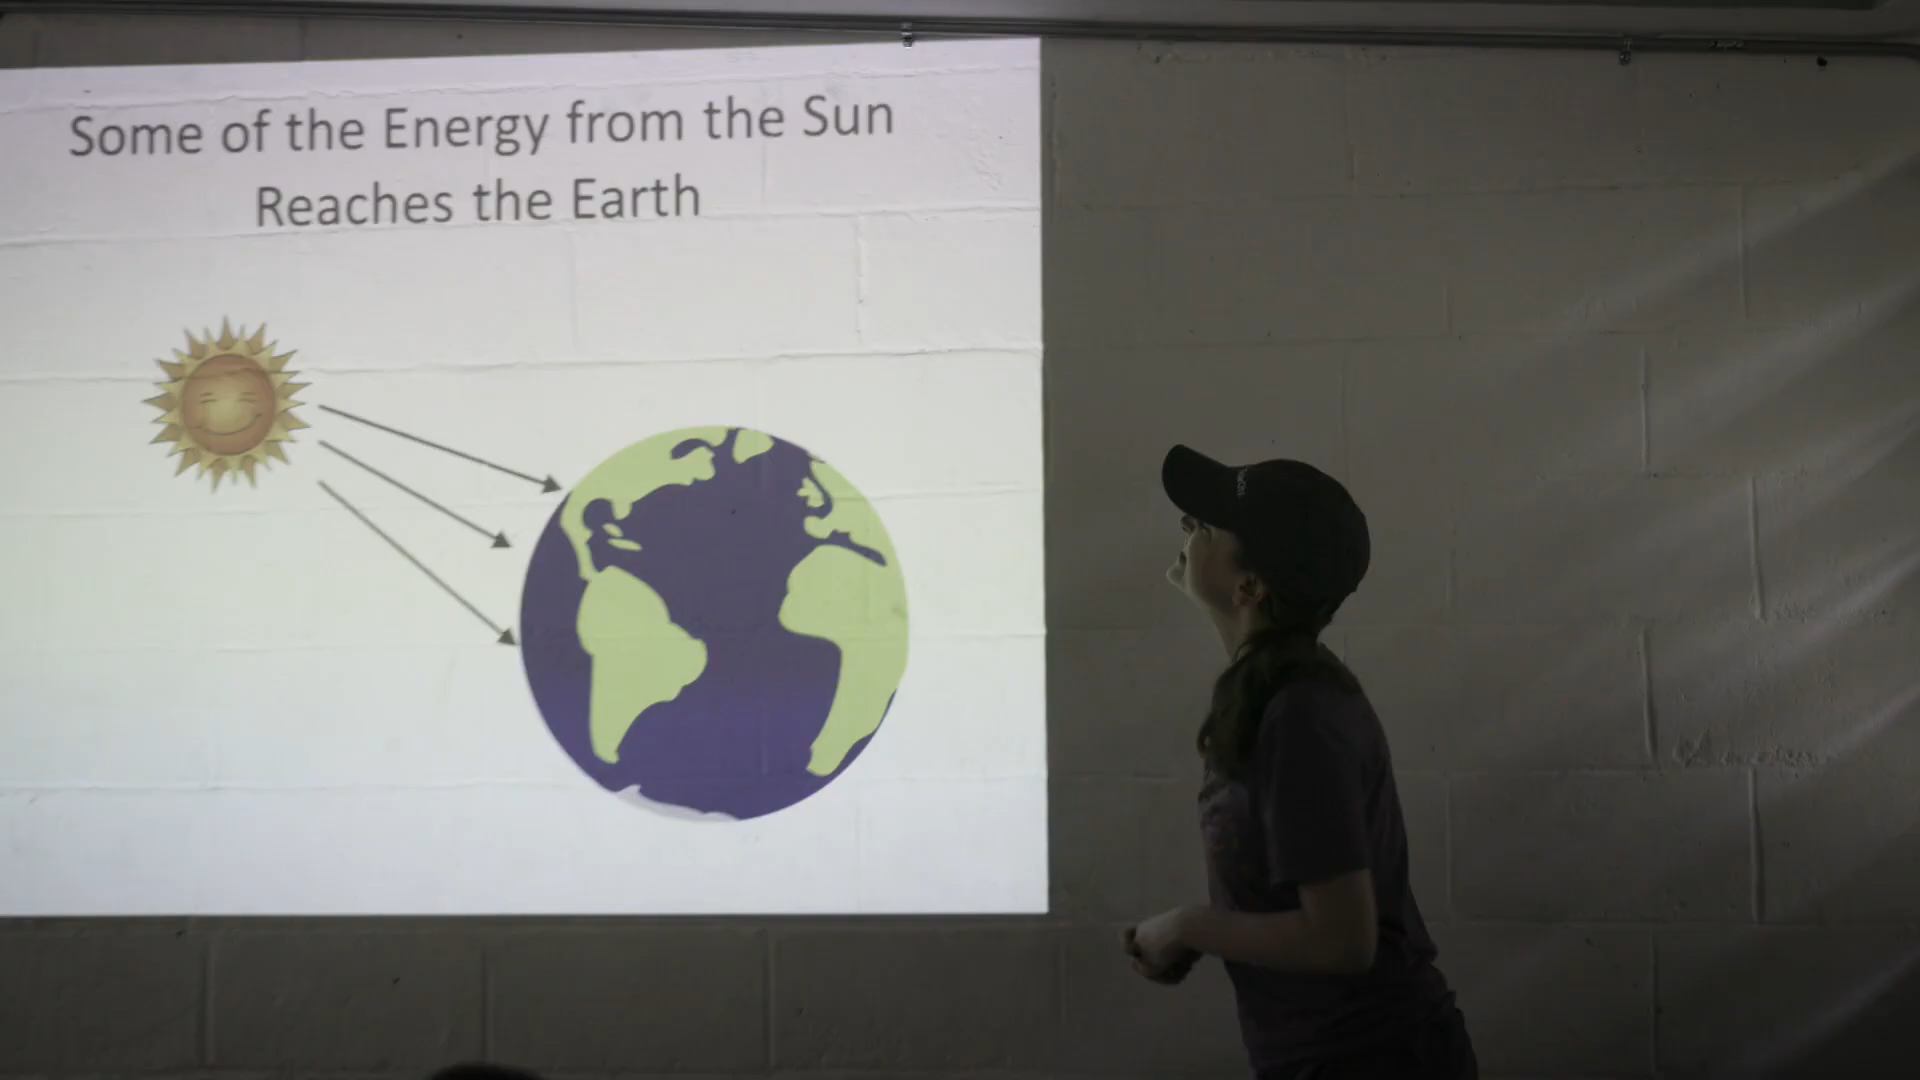 Some of the Energy from the Sun
Reaches the Earth